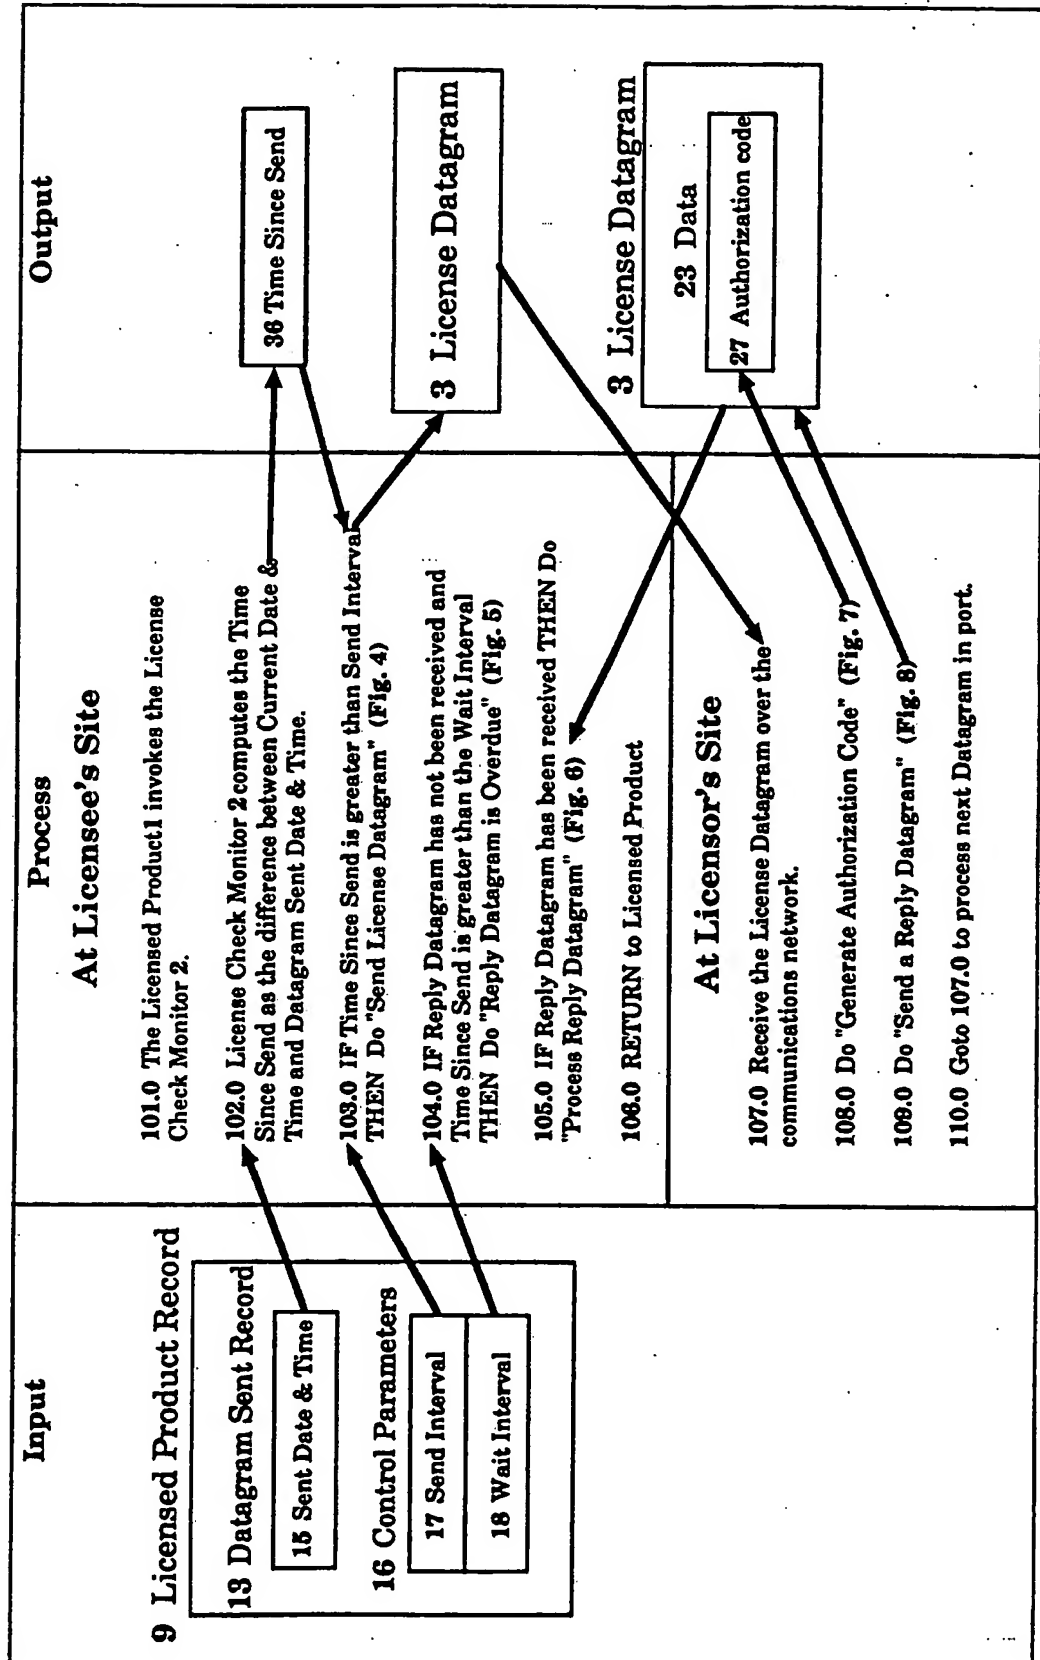 Input
9 Licensed Product Record
13 Datagram Sent Record
15 Sent Date & Time
16 Control Parameters
17 Send Interval
18 Wait Interval
Process
At Licensee's Site
101.0 The Licensed Product1 invokes the License
Check Monitor 2.
102.0 License Check Monitor 2computes the Time
Since Send as the difference between Current Date &
Time and Datagram Sent Date & Time.
103.0 IF Time Since Send is greater than Send Interval
THEN Do "Send License Datagram" (Fig. 4)
104.0 IF Reply Datagram has not been received and
Time Since Send is greater than the Wait Interval
THEN Do "Reply Datagram is Overdue" (Fig. 5)
105.0 IF Reply Datagram has been received THEN Do
"Process Reply Datagram" (Fig. 6)
106.0 RETURN to Licensed Product
At Licensor's Site
107.0 Receive the License Datagram over the
communications network.
108.0 Do "Generate Authorization Code" (Fig. 7)
109.0 Do "Send a Reply Datagram" (Fig. 8)
110.0 Goto 107.0 to process next Datagram in port.
Output
36 Time Since Send
3 License Datagram
3 License Datagram
23 Data
27 Authorization code